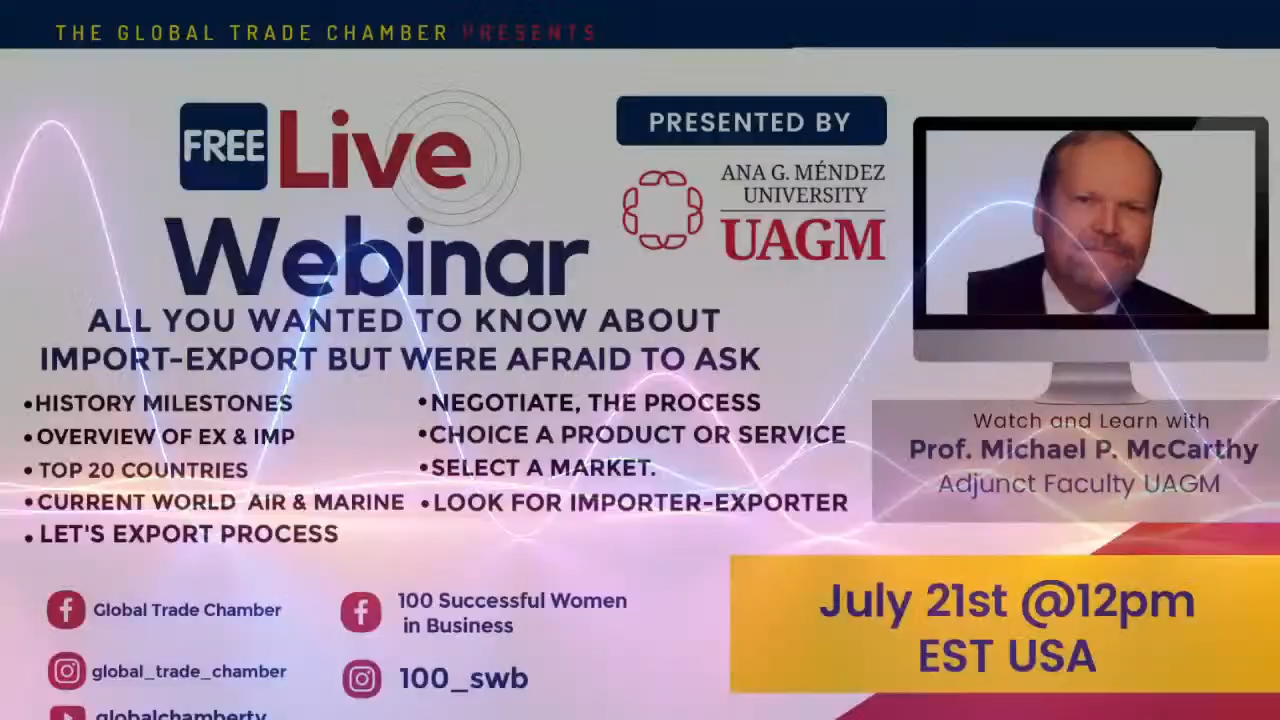 THE GLOBAL TRADE CHAMBER PRESENTS
FREE Live
Webinar
ALL YOU WANTED TO KNOW ABOUT
IMPORT-EXPORT BUT WERE AFRAID TO ASK
•HISTORY MILESTONES
•OVERVIEW OF EX & IMP
•TOP 20 COUNTRIES
•CURRENT WORLD AIR & MARINE
•LET'S EXPORT PROCESS
•NEGOTIATE, THE PROCESS
•CHOICE A PRODUCT OR SERVICE
•SELECT A MARKET.
•LOOK FOR IMPORTER-EXPORTER
PRESENTED BY
ANA G. MÉNDEZ
UNIVERSITY
UAGM
Watch and Learn with
Prof. Michael P. McCarthy
Adjunct Faculty UAGM
July 21st @12pm
EST USA
Global Trade Chamber
global_trade_chamber
globalchambertv
100 Successful Women
in Business
100_swb